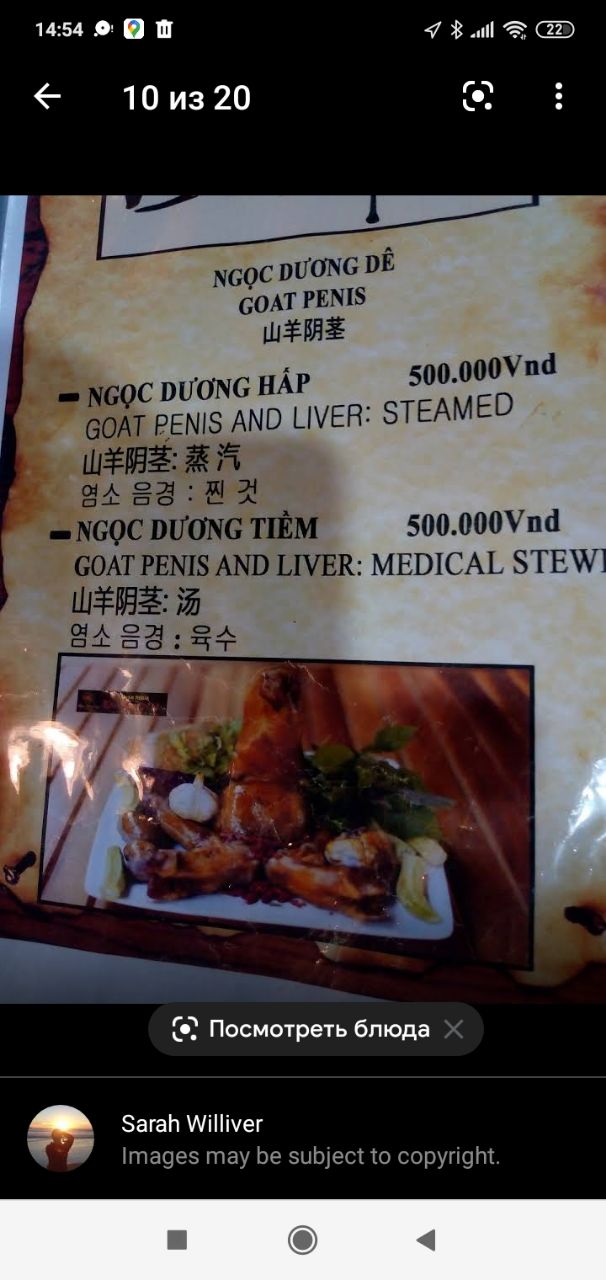 14:54
22
10 из 20
NGỌC DƯƠNG DÊ
GOAT PENIS
山羊阴茎
NGỌC DƯƠNG HẤP 500.000Vnd
GOAT PENIS AND LIVER: STEAMED
山羊阴茎: 蒸 汽
염소 음경 : 찐 것
NGỌC DƯƠNG TIỀM 500.000Vnd
GOAT PENIS AND LIVER: MEDICAL STEW
山羊阴茎: 汤
염소 음경 : 육수
Посмотреть блюда
Sarah Williver
Images may be subject to copyright.